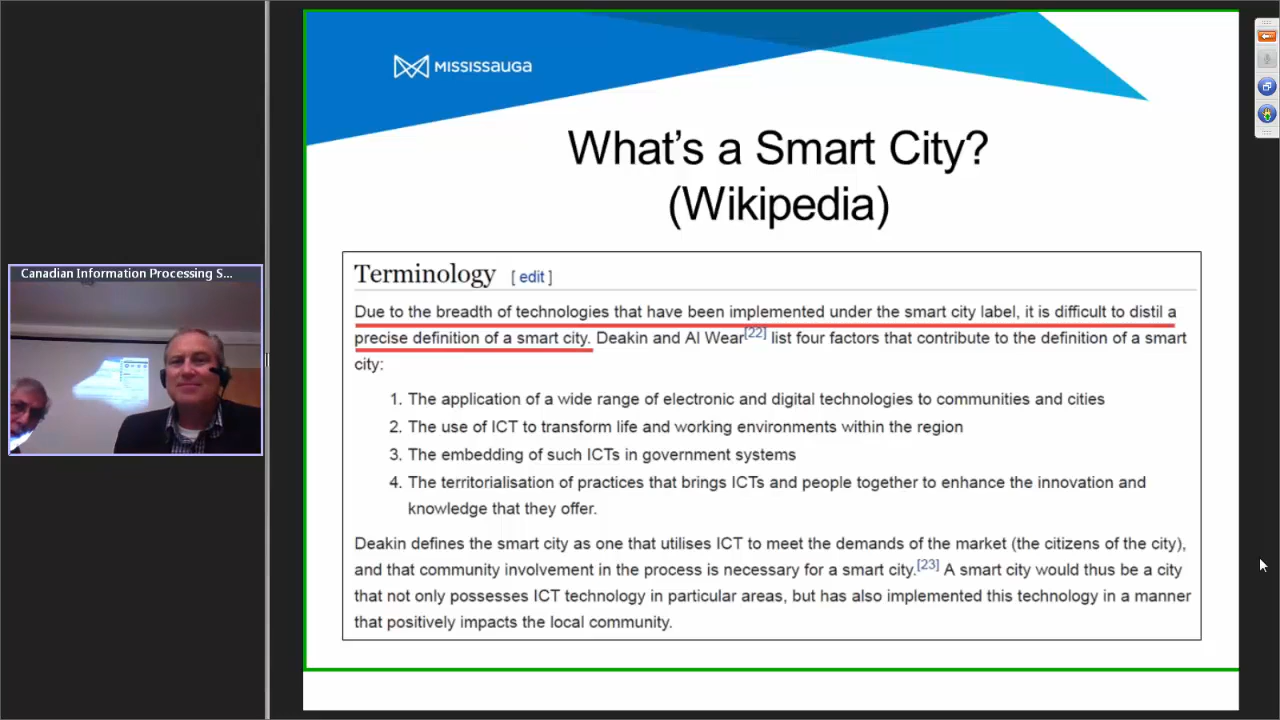 MISSISSAUGA
What's a Smart City?
(Wikipedia)
Canadian Information Processing S...
Terminology [ edit ]
Due to the breadth of technologies that have been implemented under the smart city label, it is difficult to distil a
precise definition of a smart city. Deakin and Al Wear[22] list four factors that contribute to the definition of a smart
city:
1. The application of a wide range of electronic and digital technologies to communities and cities
2. The use of ICT to transform life and working environments within the region
3. The embedding of such ICTs in government systems
4. The territorialisation of practices that brings ICTs and people together to enhance the innovation and
knowledge that they offer.
Deakin defines the smart city as one that utilises ICT to meet the demands of the market (the citizens of the city),
and that community involvement in the process is necessary for a smart city.[23] A smart city would thus be a city
that not only possesses ICT technology in particular areas, but has also implemented this technology in a manner
that positively impacts the local community.